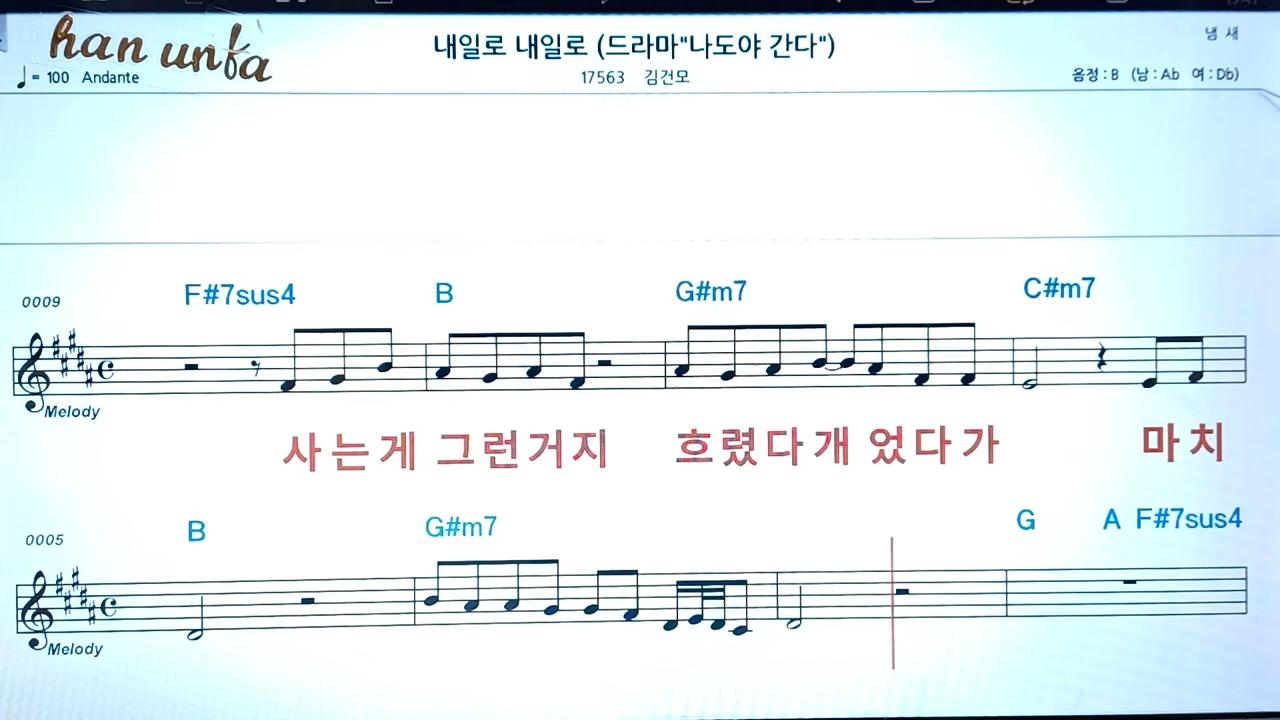 han unfa
내일로 내일로 (드라마"나도야 간다")
냄 새
♩= 100 Andante
17563 김건모
음정 : B (남 : Ab 여 : Db)
0009 F#7sus4 B G#m7 C#m7
Melody
사는게 그런거지 흐렸다개 었다가 마치
0005 B G#m7 G A F#7sus4
Melody